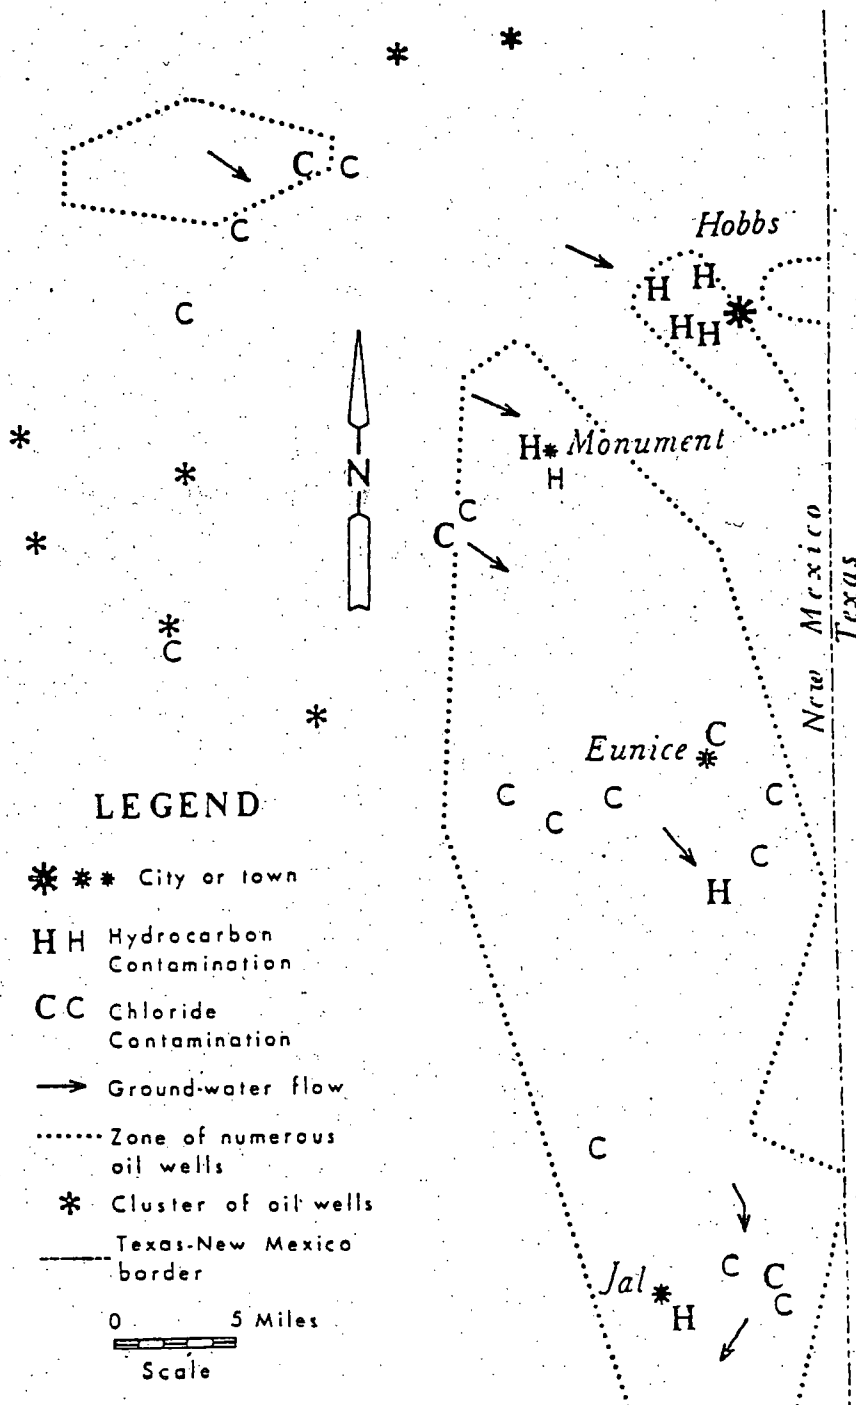 C C
C
Hobbs
H H
H H
C
H Monument
H
N
C
C
New Mexico
Texas
C
Eunice C
C C C C
C
H
LEGEND
City or town
H H Hydrocarbon
Contamination
C C Chloride
Contamination
Ground-water flow
Zone of numerous
oil wells
Cluster of oil wells
Texas-New Mexico
border
0 5 Miles
Scale
C
C C
C
Jal
H